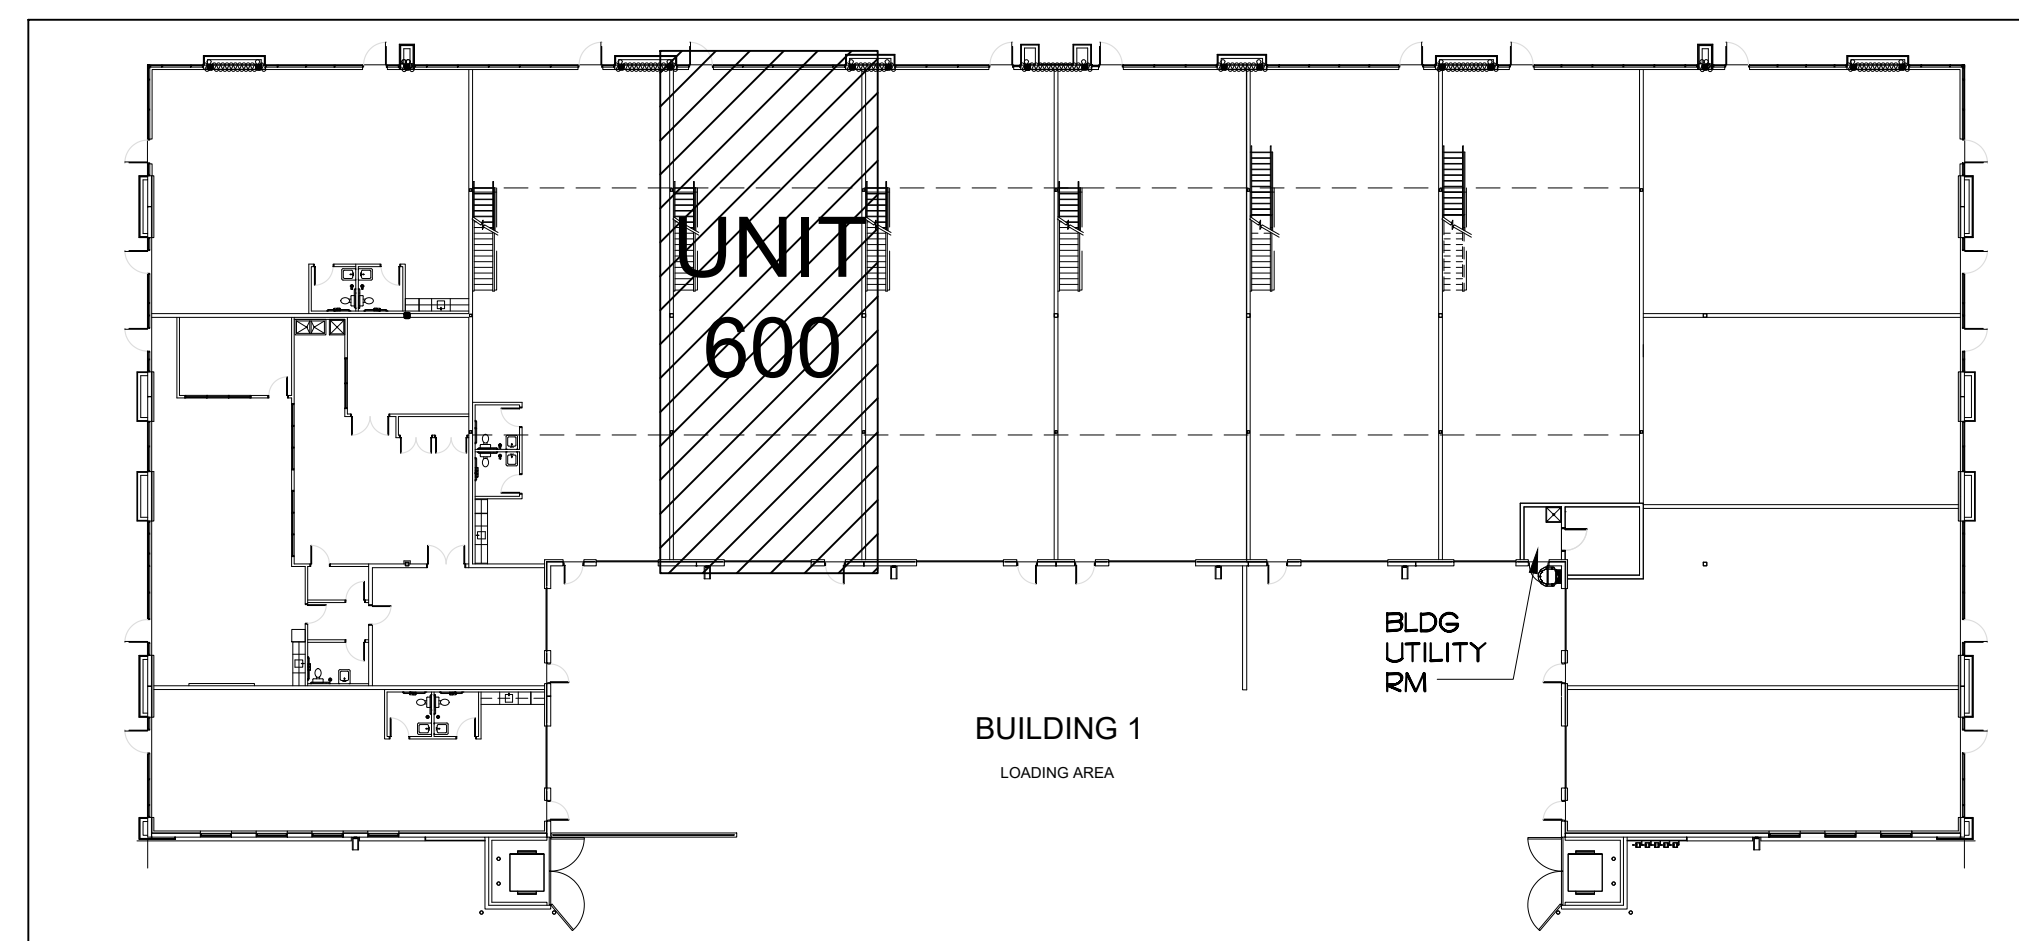 UNIT
600
BLDG
UTILITY
RM
BUILDING 1
LOADING AREA